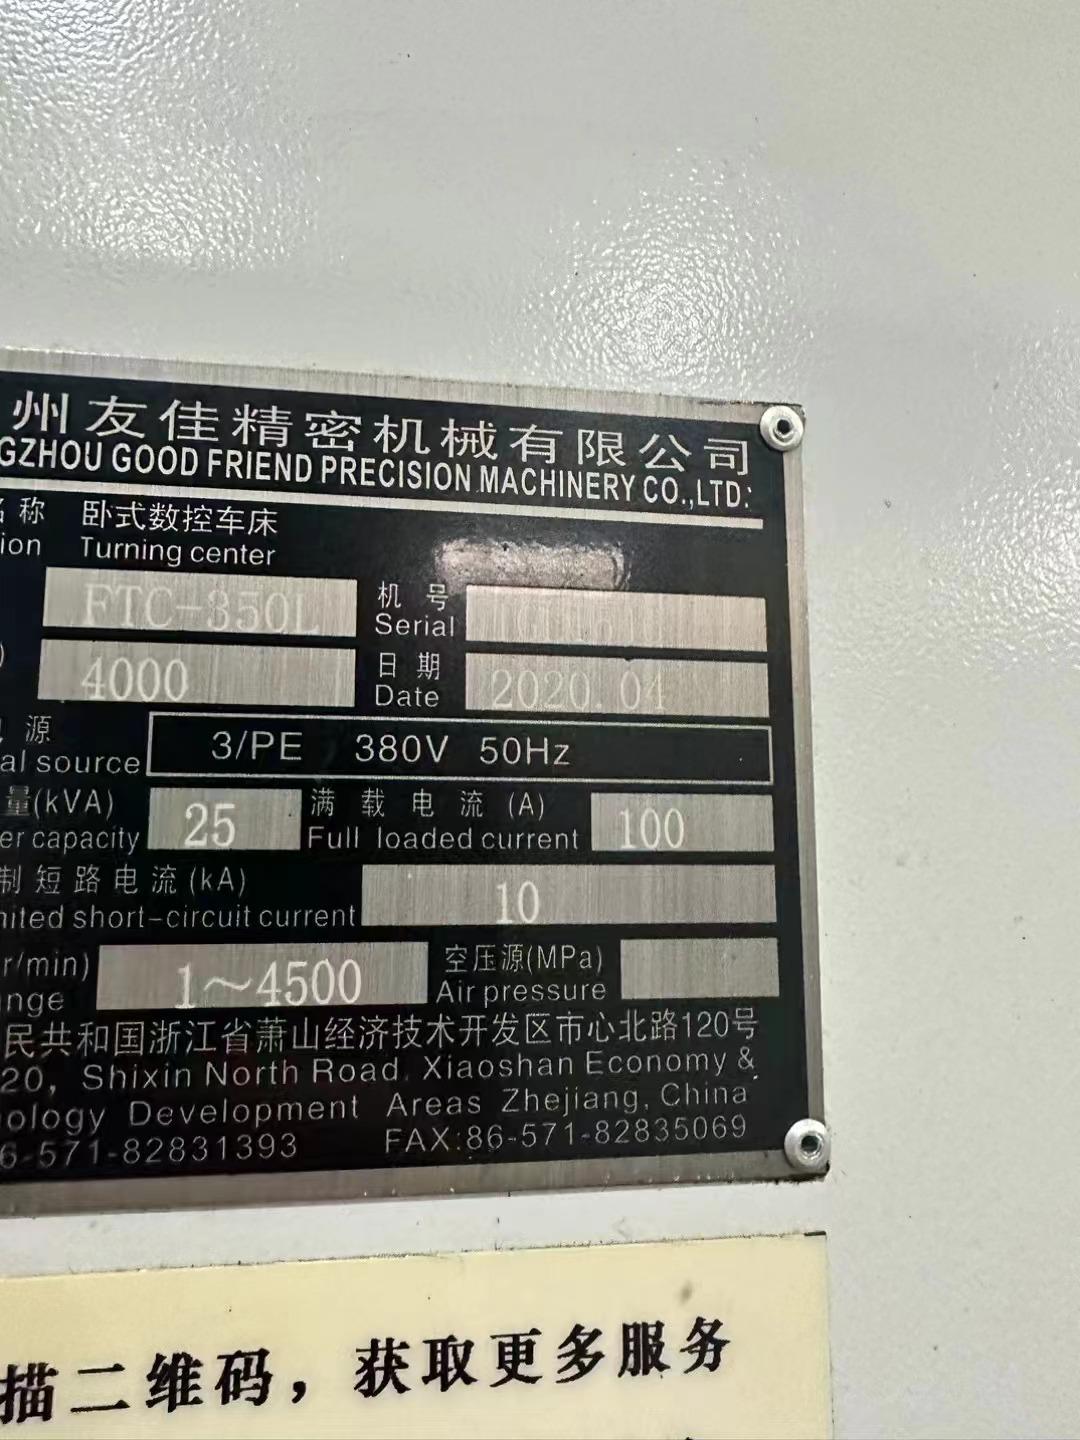 州友佳精密机械有限公司
GZHOU GOOD FRIEND PRECISION MACHINERY CO.,LTD.
名称 卧式数控车床
ion Turning center
FTC-350L 机号
Serial
4000 日期
Date 2020.04
源
al source 3/PE 380V 50Hz
量(kVA) 25 满载电流(A) 100
er capacity Full loaded current
制短路电流(kA) 10
mited short-circuit current
r/min) 1~4500 空压源(MPa)
nge Air pressure
民共和国浙江省萧山经济技术开发区市心北路120号
20, Shixin North Road, Xiaoshan Economy &
nology Development Areas Zhejiang, China
6-571-82831393 FAX:86-571-82835069
描二维码，获取更多服务